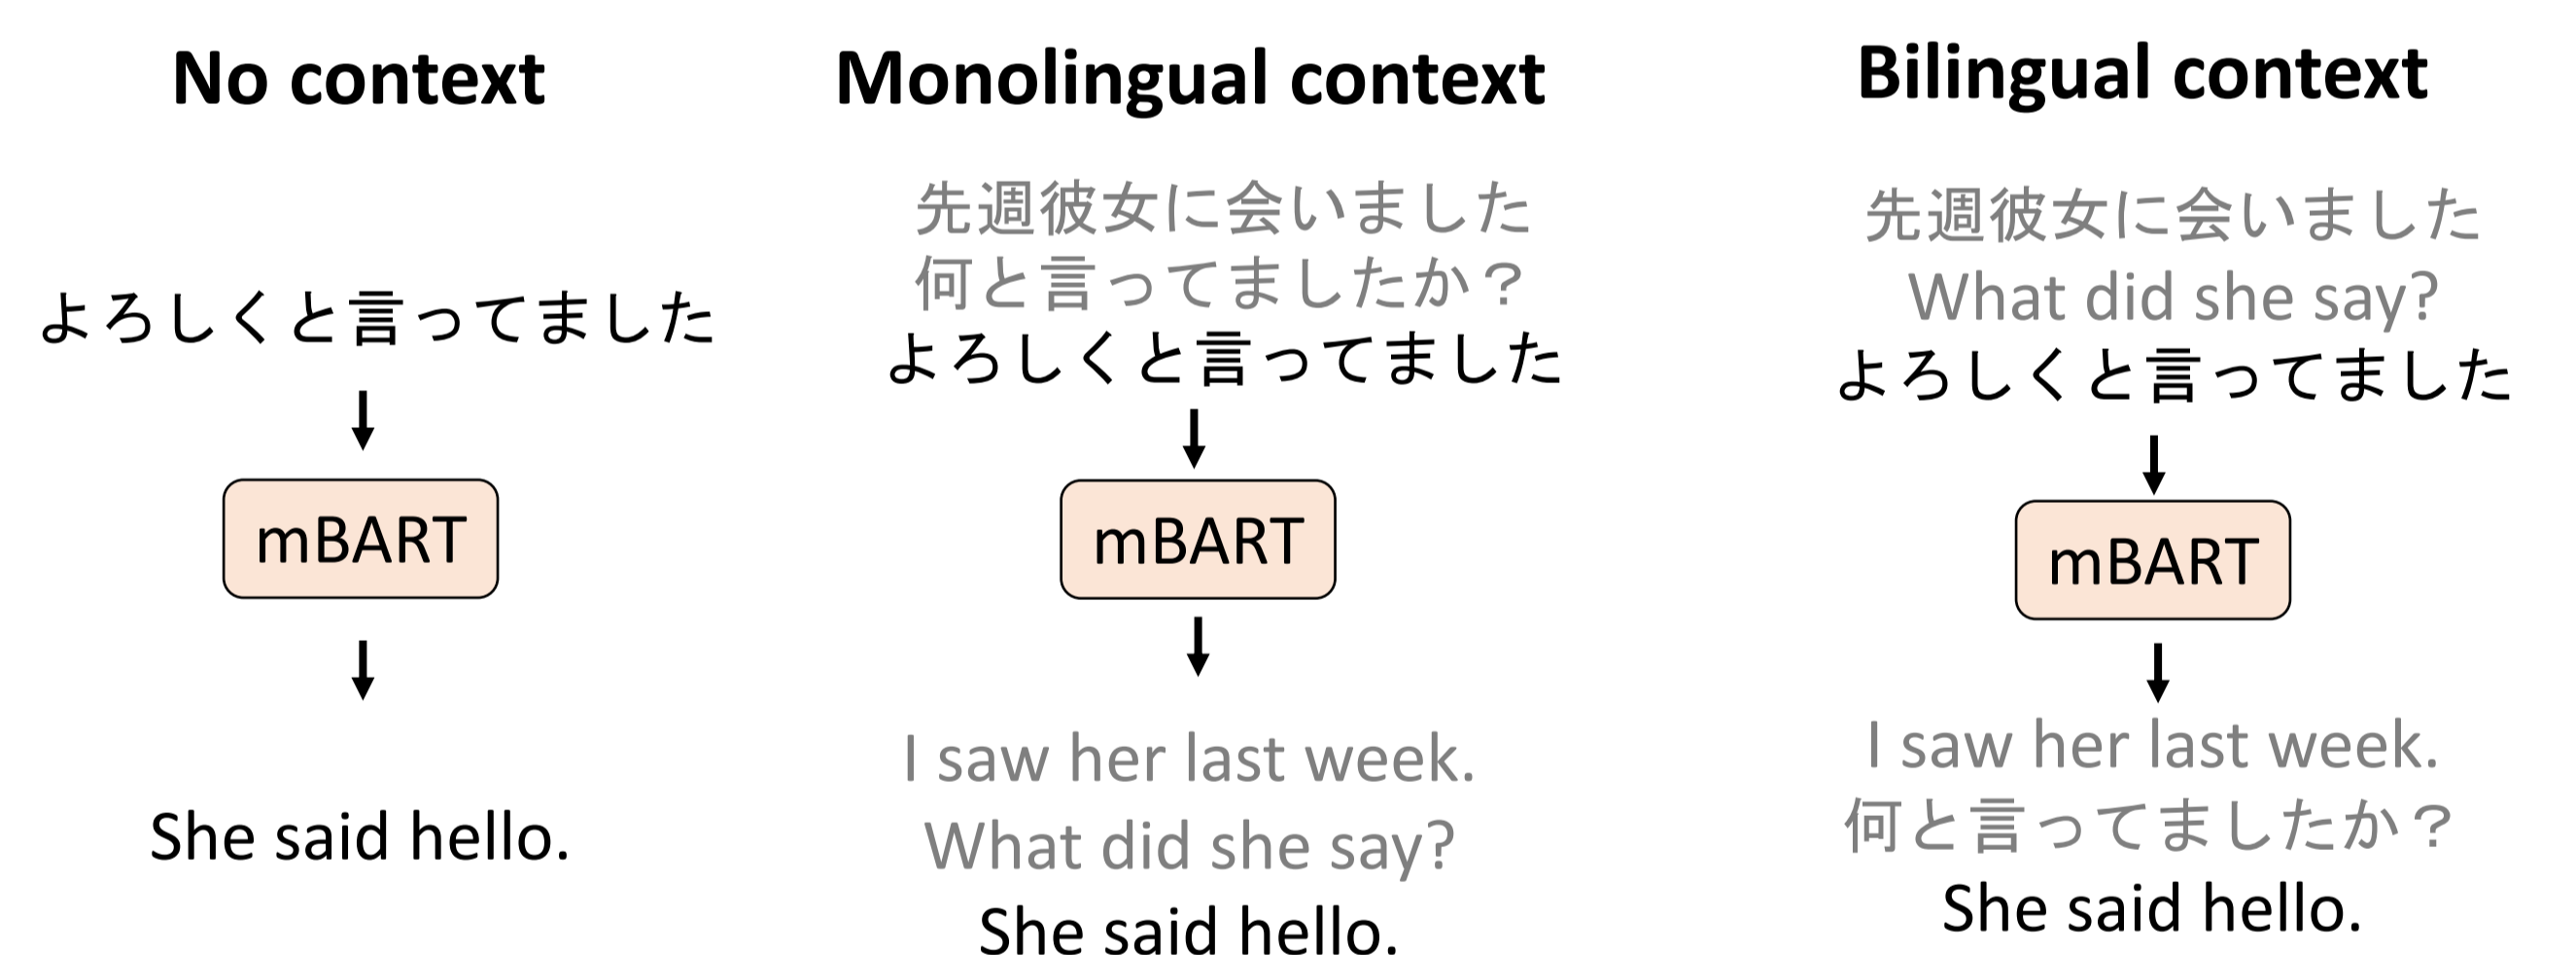 No context
よろしくと言ってました
mBART
She said hello.
Monolingual context
先週彼女に会いました
何と言ってましたか？
よろしくと言ってました
mBART
I saw her last week.
What did she say?
She said hello.
Bilingual context
先週彼女に会いました
What did she say?
よろしくと言ってました
mBART
I saw her last week.
何と言ってましたか？
She said hello.